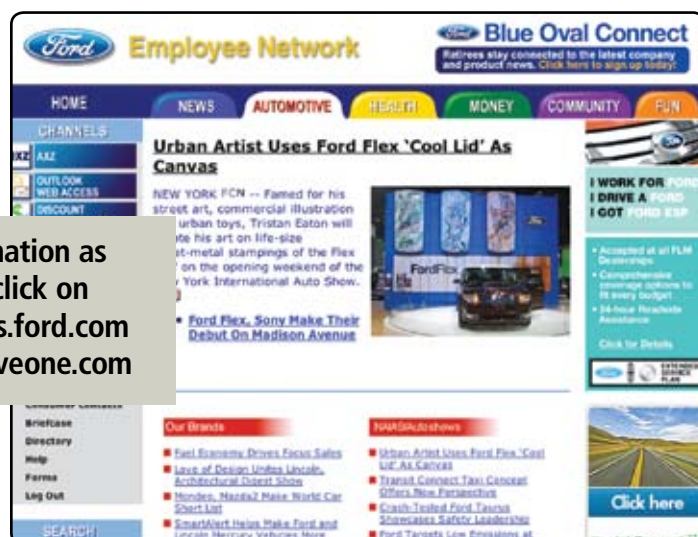 Ford
Employee Network
Ford Blue Oval Connect
Retirees stay connected to the latest company
and product news. Click here to sign up today!
HOME
NEWS
AUTOMOTIVE
HEALTH
MONEY
COMMUNITY
FUN
CHANNELS
AXZ
OUTLOOK
WEB ACCESS
DISCOUNT
nation as
click on
s.ford.com
veone.com
Consumer Contacts
Briefcase
Directory
Help
Forms
Log Out
SEARCH
Urban Artist Uses Ford Flex 'Cool Lid' As
Canvas
NEW YORK FCN -- Famed for his
street art, commercial illustration
urban toys, Tristan Eaton will
te his art on life-size
et-metal stampings of the Flex
on the opening weekend of the
York International Auto Show.
FordFlex
Ford Flex, Sony Make Their
Debut On Madison Avenue
Our Brands
Fuel Economy Drives Focus Sales
Love of Design Unites Lincoln,
Architectural Digest Show
Mondeo, Mazda2 Make World Car
Short List
SmartAlert Helps Make Ford and
Lincoln Mercury Vehicles More
NAIAS/Autoshows
Urban Artist Uses Ford Flex 'Cool
Lid' As Canvas
Transit Connect Taxi Concept
Offers New Perspective
Crash-Tested Ford Taurus
Showcases Safety Leadership
Ford Targets Low Emissions at
I WORK FOR FORD
I DRIVE A FORD
I GOT FORD ESP
Accepted at all FLM
Dealerships
Comprehensive
coverage options to
fit every budget
24-hour Roadside
Assistance
Click for Details
EXTENDED
SERVICE
PLAN
Click here